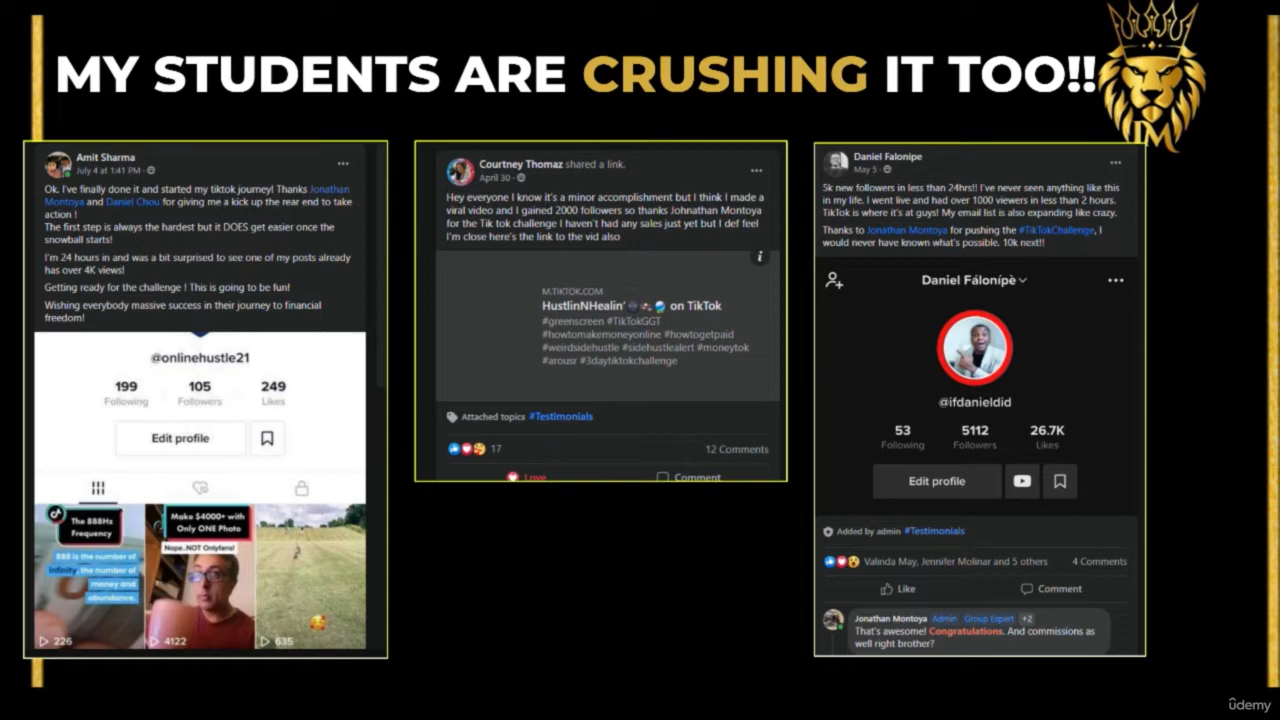 MY STUDENTS ARE CRUSHING IT TOO!!
Amit Sharma
July 4 at 1:41 PM ·
Ok, I've finally done it and started my tiktok journey! Thanks Jonathan
Montoya and Daniel Chou for giving me a kick up the rear end to take
action !
The first step is always the hardest but it DOES get easier once the
snowball starts!
I'm 24 hours in and was a bit surprised to see one of my posts already
has over 4K views!
Getting ready for the challenge ! This is going to be fun!
Wishing everybody massive success in their journey to financial
freedom!
@onlinehustle21
199 105 249
Following Followers Likes
Edit profile
The 888Hz
Frequency
888 is the number of
infinity, the number of
money and
abundance.
226
Make $4000+ with
Only ONE Photo
Nope..NOT Onlyfans!
4122
635
Courtney Thomaz shared a link.
April 30 ·
Hey everyone I know it's a minor accomplishment but I think I made a
viral video and I gained 2000 followers so thanks Johnathan Montoya
for the Tik tok challenge I haven't had any sales just yet but I def feel
I'm close here's the link to the vid also
M.TIKTOK.COM
HustlinNHealin' on TikTok
#greenscreen #TikTokGGT
#howtomakemoneyonline #howtogetpaid
#weirdsidehustle #sidehustlealert #moneytok
#arousr #3daytiktokchallenge
Attached topics #Testimonials
17 12 Comments
Love Comment
Daniel Falonipe
May 5 ·
5k new followers in less than 24hrs!! I've never seen anything like this
in my life. I went live and had over 1000 viewers in less than 2 hours.
TikTok is where it's at guys! My email list is also expanding like crazy.
Thanks to Jonathan Montoya for pushing the #TikTokChallenge, I
would never have known what's possible. 10k next!!
Daniel Fálonípè
@ifdanieldid
53 5112 26.7K
Following Followers Likes
Edit profile
Added by admin #Testimonials
Valinda May, Jennifer Molinar and 5 others 4 Comments
Like Comment
Jonathan Montoya Admin Group Expert +2
That's awesome! Congratulations. And commissions as
well right brother?
ûdemy